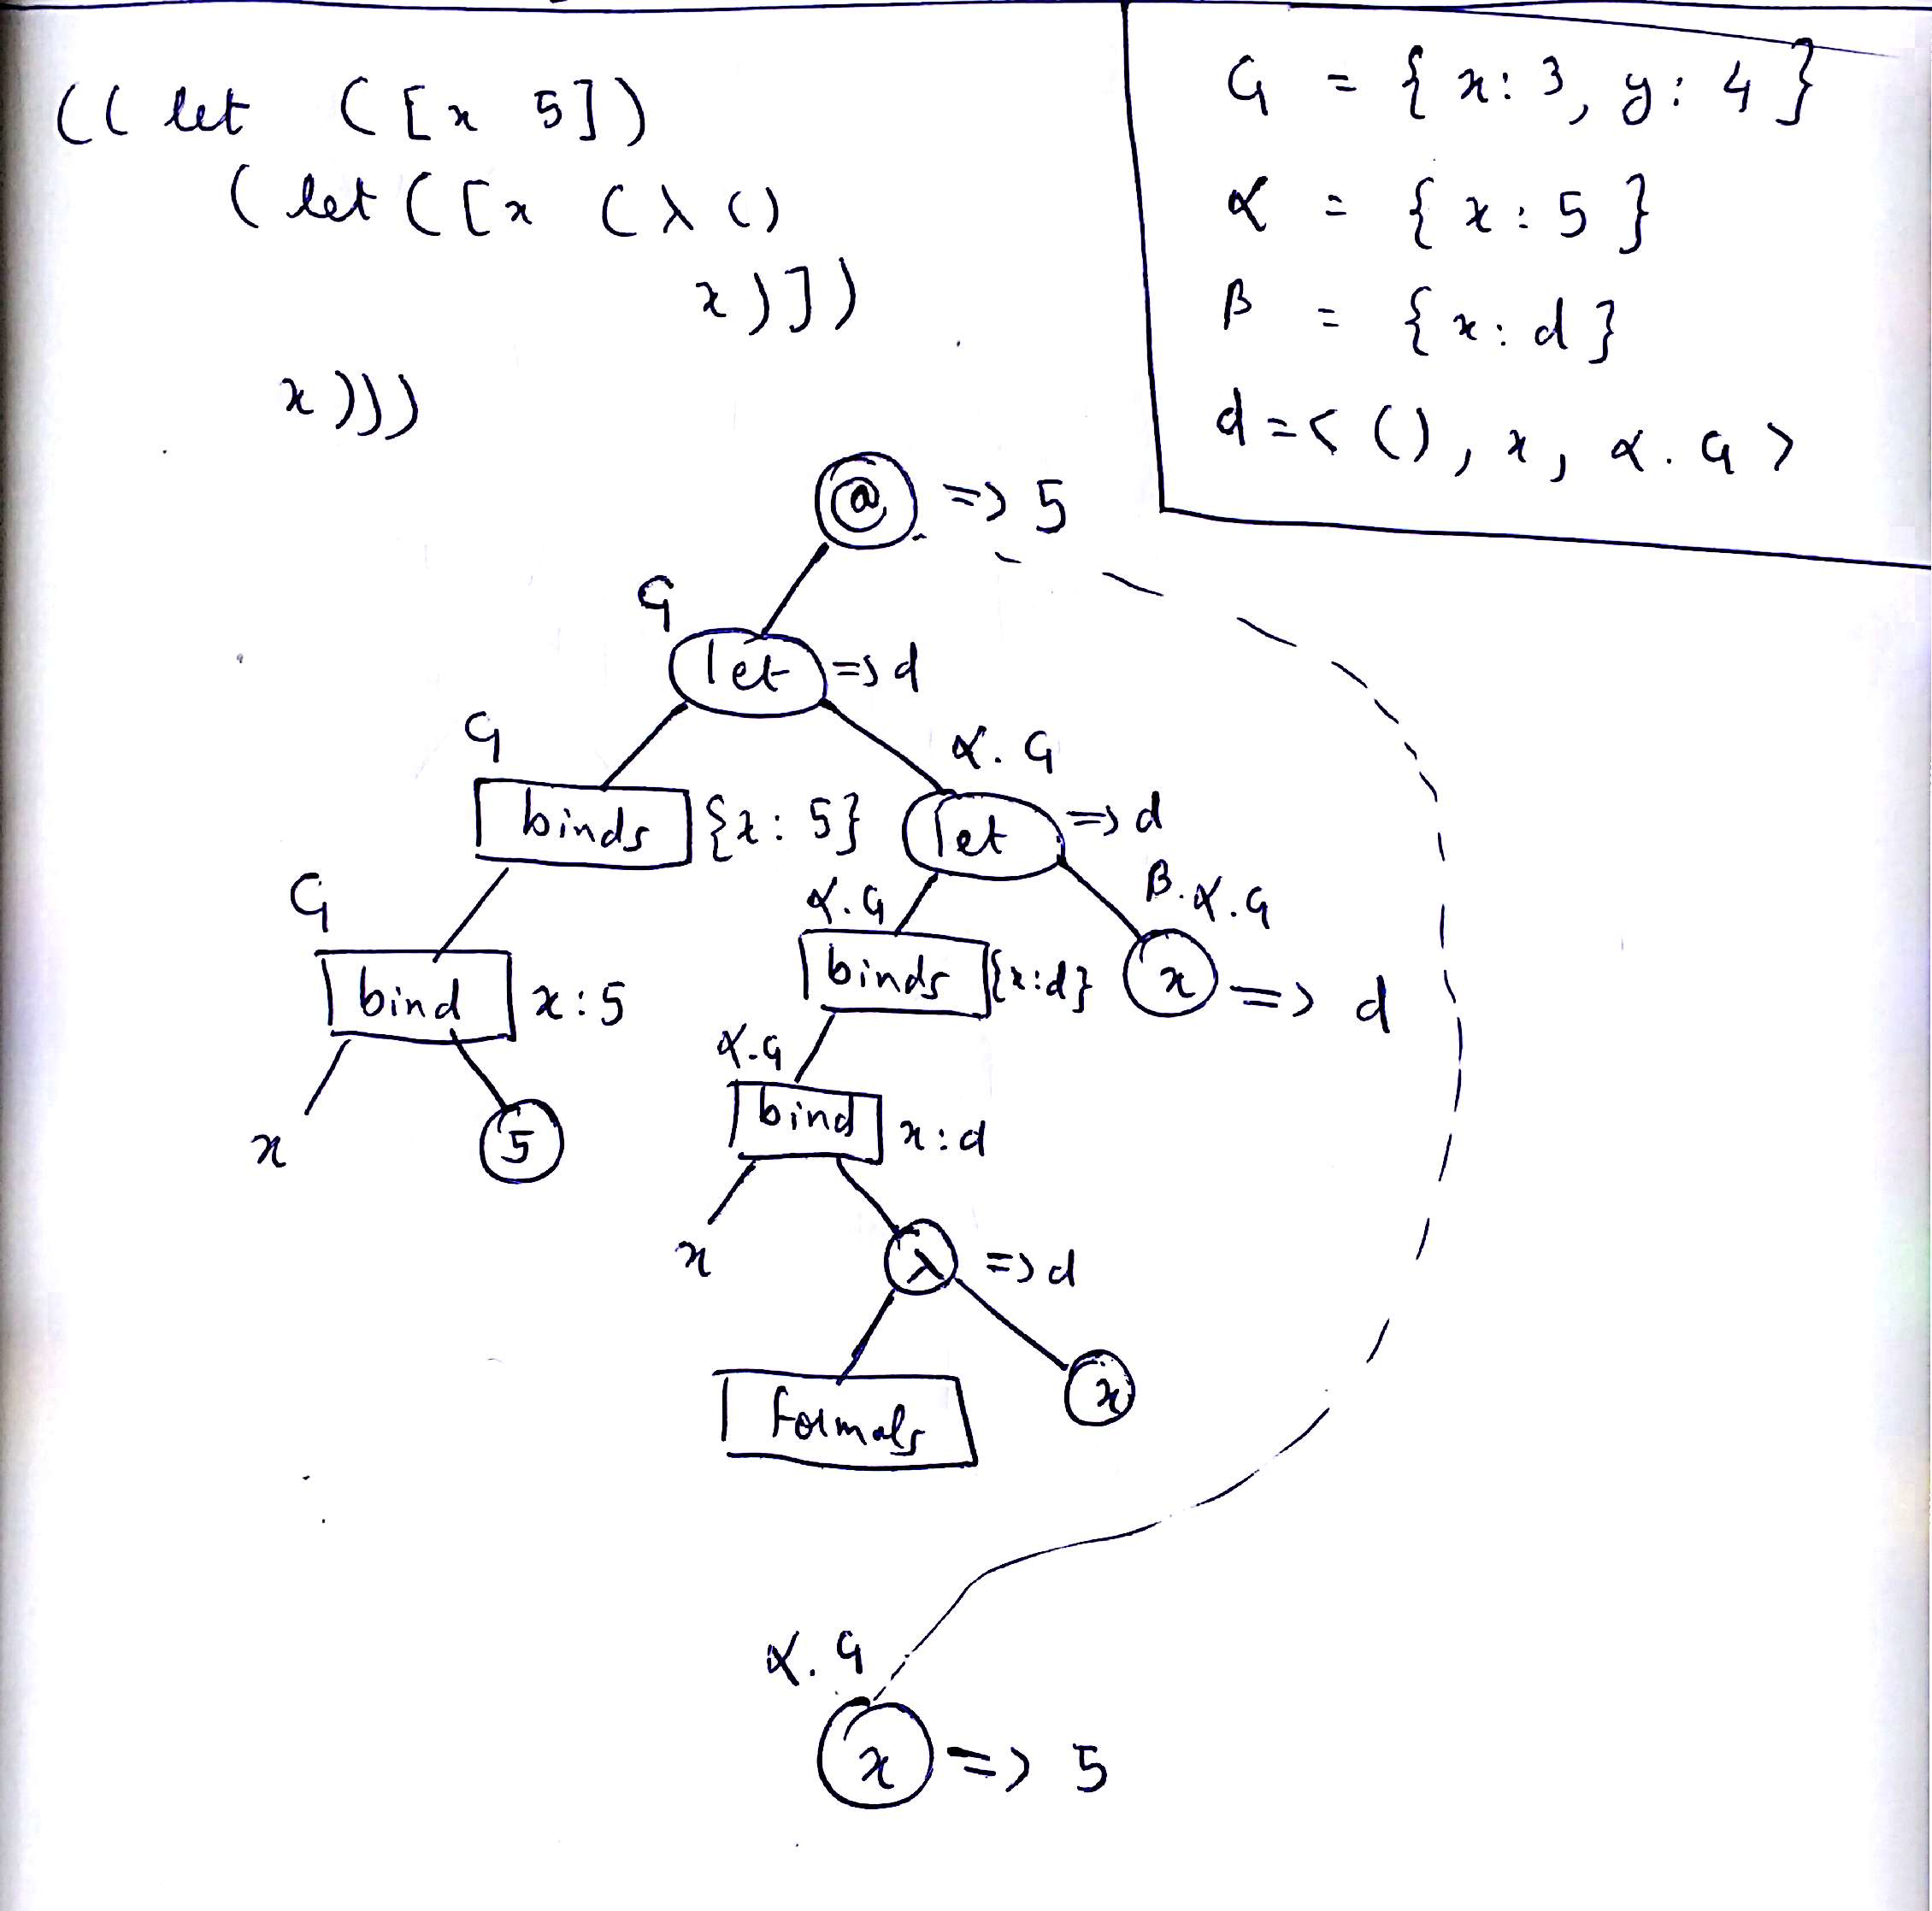 (( let ([x 5])
( let ([x (λ ()
x)])
x)))
G = { x: 3, y: 4 }
α = { x: 5 }
β = { x: d }
d = < (), x, α. G >
@ => 5
G
let => d
G
α. G
binds {x: 5} let => d
G
α.G
β.α.G
bind x: 5
binds {x:d} x => d
α.G
bind x: d
x 5
x λ => d
Formals x
α. G
x => 5